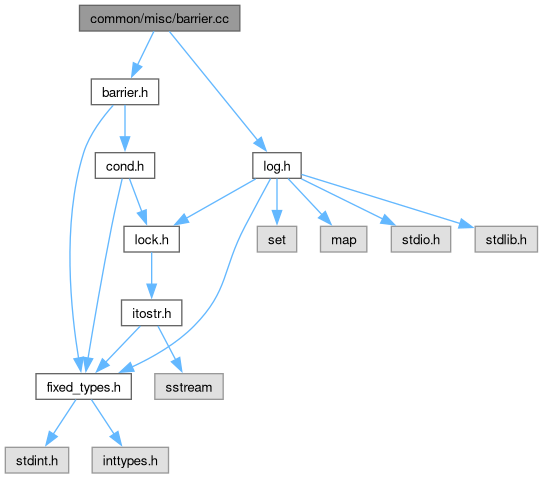 common/misc/barrier.cc
barrier.h
cond.h
log.h
lock.h
set
map
stdio.h
stdlib.h
itostr.h
fixed_types.h
sstream
stdint.h
inttypes.h